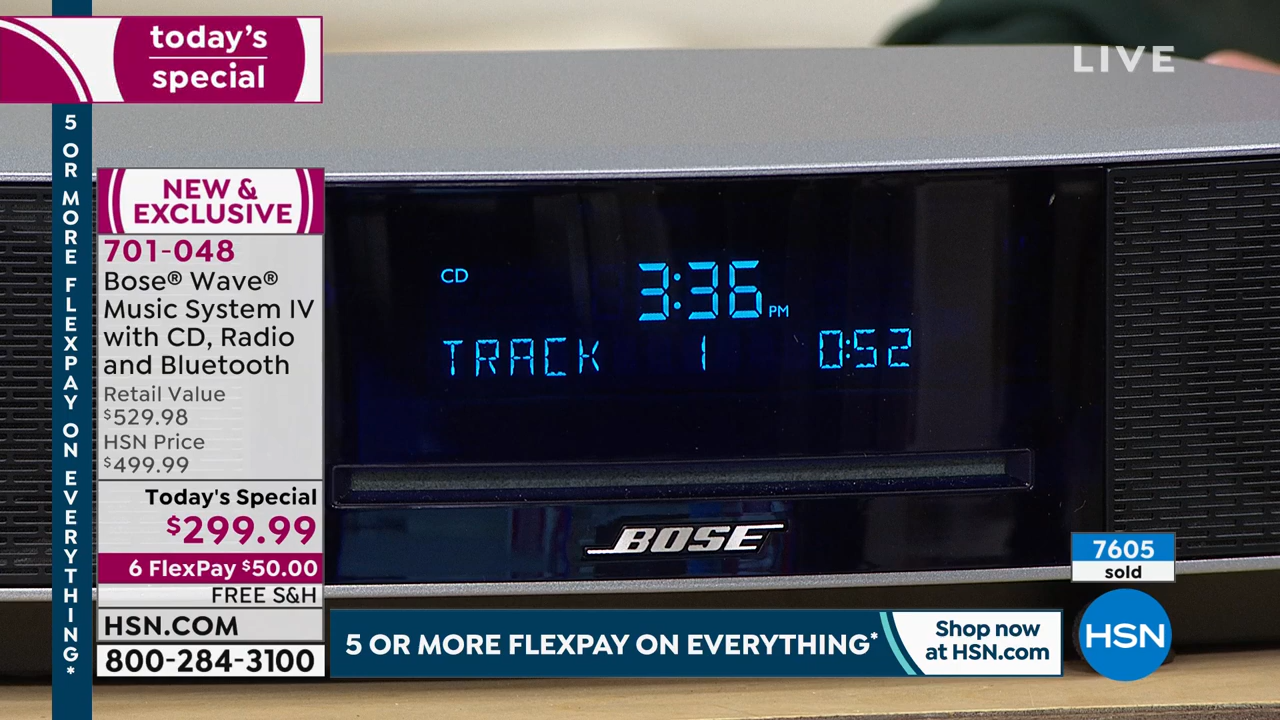 today's
special
LIVE
5 OR MORE FLEXPAY ON EVERYTHING*
NEW &
EXCLUSIVE
701-048
Bose® Wave®
Music System IV
with CD, Radio
and Bluetooth
Retail Value
$529.98
HSN Price
$499.99
Today's Special
$299.99
6 FlexPay $50.00
FREE S&H
HSN.COM
800-284-3100
CD
3:36 PM
TRACK 1 0:52
BOSE
7605
sold
5 OR MORE FLEXPAY ON EVERYTHING*
Shop now
at HSN.com
HSN